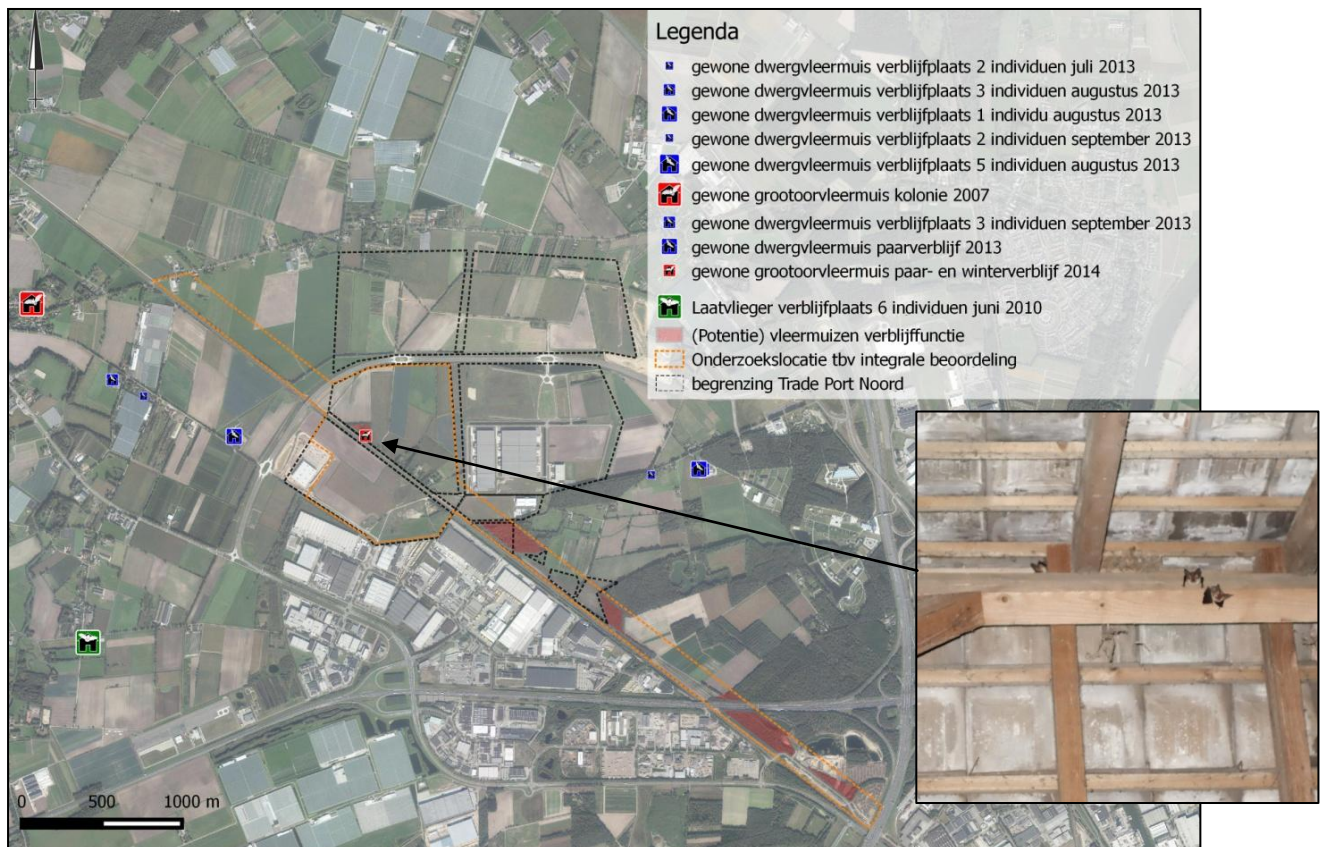 Legenda
gewone dwergvleermuis verblijfplaats 2 individuen juli 2013
gewone dwergvleermuis verblijfplaats 3 individuen augustus 2013
gewone dwergvleermuis verblijfplaats 1 individu augustus 2013
gewone dwergvleermuis verblijfplaats 2 individuen september 2013
gewone dwergvleermuis verblijfplaats 5 individuen augustus 2013
gewone grootoorvleermuis kolonie 2007
gewone dwergvleermuis verblijfplaats 3 individuen september 2013
gewone dwergvleermuis paarverblijf 2013
gewone grootoorvleermuis paar- en winterverblijf 2014
Laatvlieger verblijfplaats 6 individuen juni 2010
(Potentie) vleermuizen verblijffunctie
Onderzoekslocatie tbv integrale beoordeling
begrenzing Trade Port Noord
0 500 1000 m